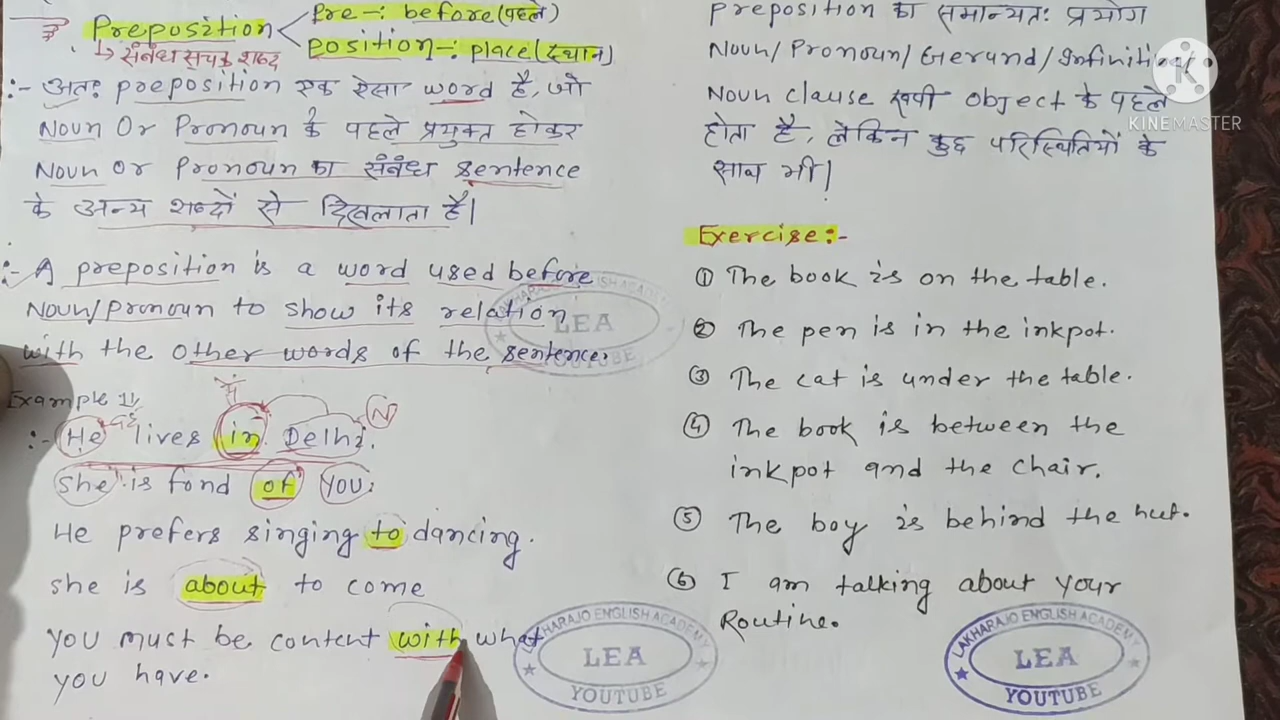 Preposition Pre-: before (पहले)
position-: place (स्थान)
→ संबंध सूचक शब्द
:- अतः preposition एक ऐसा word है, जो
Noun Or Pronoun के पहले प्रयुक्त होकर
Noun or Pronoun का संबंध sentence
के अन्य शब्दों से दिखलाता है।
:- A preposition is a word used before
Noun/Pronoun to show its relation
with the other words of the sentence.
Example
में
N
:- He lives in Delhi.
She is fond of you.
He prefers singing to dancing.
she is about to come
you must be content with what
you have.
preposition का समान्यतः प्रयोग
Noun/Pronoun/Gerund/Infinitive
Noun clause रूपी object के पहले
होता है, लेकिन कुछ परिस्थितियों के
साथ भी।
Exercise:-
① The book is on the table.
② The pen is in the inkpot.
③ The cat is under the table.
④ The book is between the
inkpot and the chair.
⑤ The boy is behind the hut.
⑥ I am talking about your
Routine.
K
KINEMASTER
LEA
YOUTUBE
LAKHARAJO ENGLISH ACADEMY
LEA
YOUTUBE
LAKHARAJO ENGLISH ACADEMY
LEA
YOUTUBE